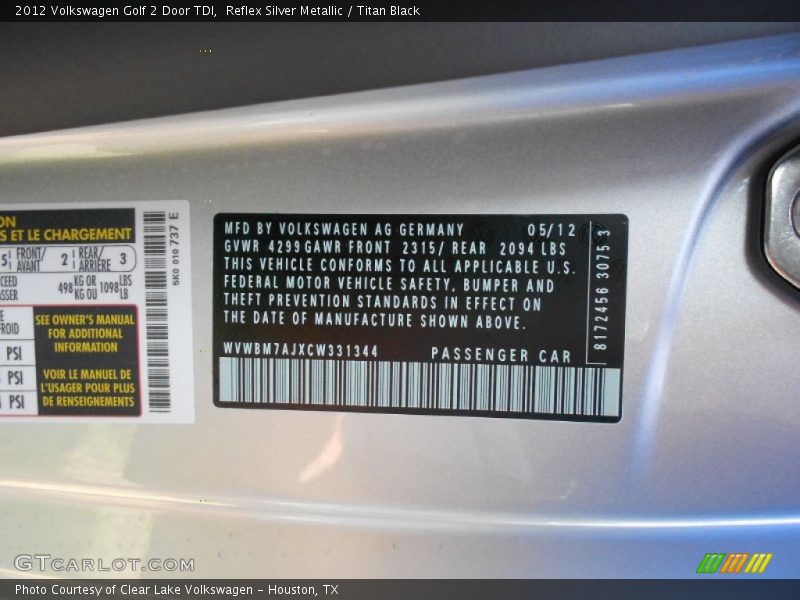 2012 Volkswagen Golf 2 Door TDI, Reflex Silver Metallic / Titan Black
ON
S ET LE CHARGEMENT
5 FRONT/ AVANT 2 REAR/ ARRIÈRE 3
498 KG OR KG OU 1098 LBS LB
PSI
PSI
PSI
SEE OWNER'S MANUAL
FOR ADDITIONAL
INFORMATION
VOIR LE MANUEL DE
L'USAGER POUR PLUS
DE RENSEIGNEMENTS
5K0 010 737 E
MFD BY VOLKSWAGEN AG GERMANY 05/12
GVWR 4299 GAWR FRONT 2315/ REAR 2094 LBS
THIS VEHICLE CONFORMS TO ALL APPLICABLE U.S.
FEDERAL MOTOR VEHICLE SAFETY, BUMPER AND
THEFT PREVENTION STANDARDS IN EFFECT ON
THE DATE OF MANUFACTURE SHOWN ABOVE.
WVWBM7AJXCW331344 PASSENGER CAR
8172456 3075 3
GTCARLOT.COM
Photo Courtesy of Clear Lake Volkswagen - Houston, TX